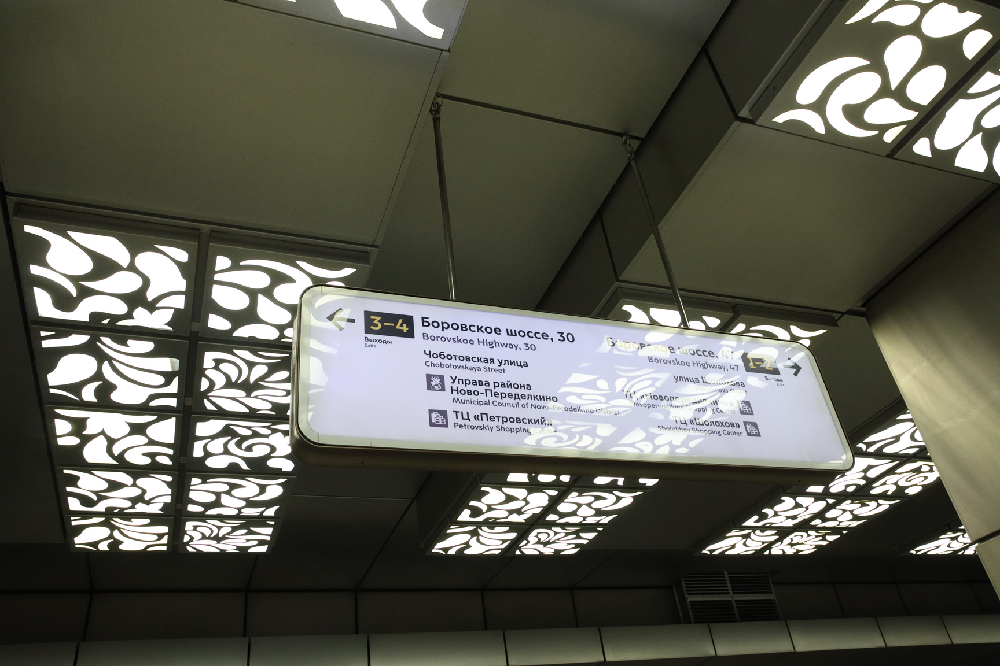 3-4
Выходы
Exits
Боровское шоссе, 30
Borovskoe Highway, 30
Чоботовская улица
Chobotovskaya Street
Управа района
Ново-Переделкино
Municipal Council of Novo-Peredelkino District
ТЦ «Петровский»
Petrovskiy Shopping Center
Боровское шоссе, 47
Borovskoe Highway, 47
1-2
Выходы
Exits
улица Шолохова
Sholokhova Street
ТЦ «Новопеределкино»
Novoperedelkino Shopping Center
ТЦ «Шолохов»
Sholokhov Shopping Center